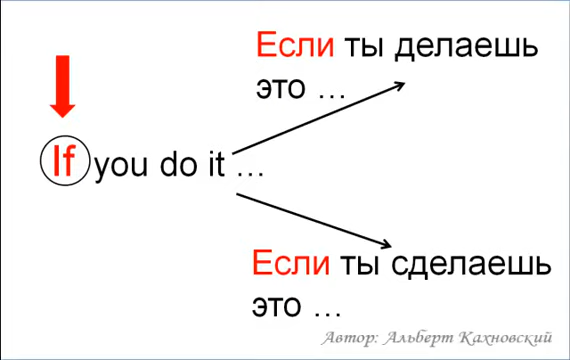 Если ты делаешь
это ...
If you do it ...
Если ты сделаешь
это ...
Автор: Альберт Кахновский